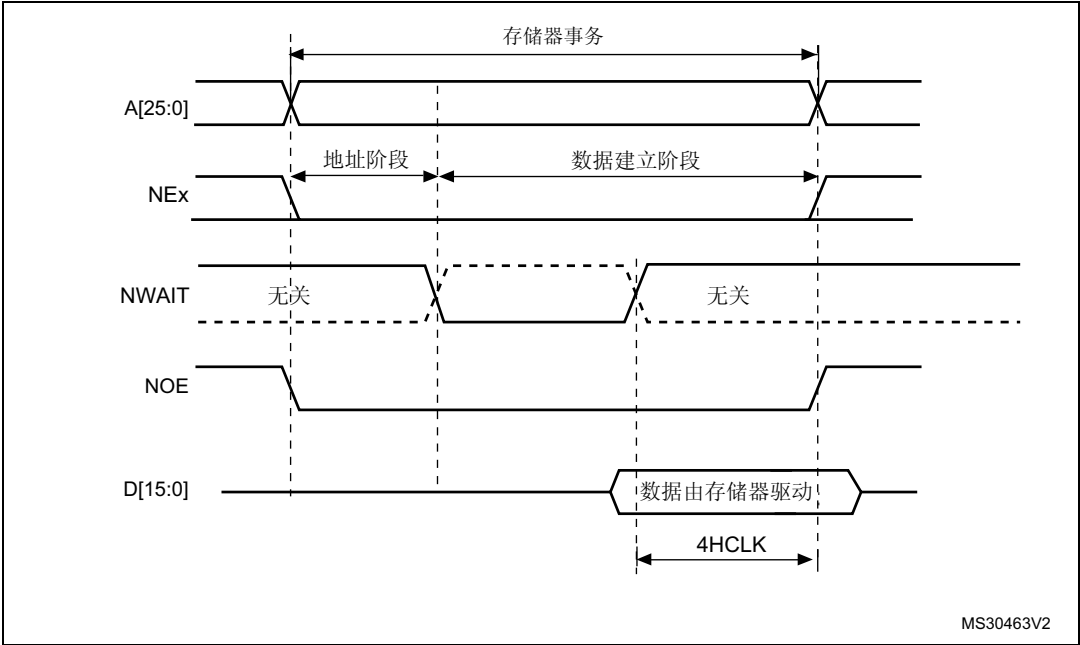 存储器事务
A[25:0]
地址阶段
数据建立阶段
NEx
NWAIT
无关
无关
NOE
D[15:0]
数据由存储器驱动
4HCLK
MS30463V2